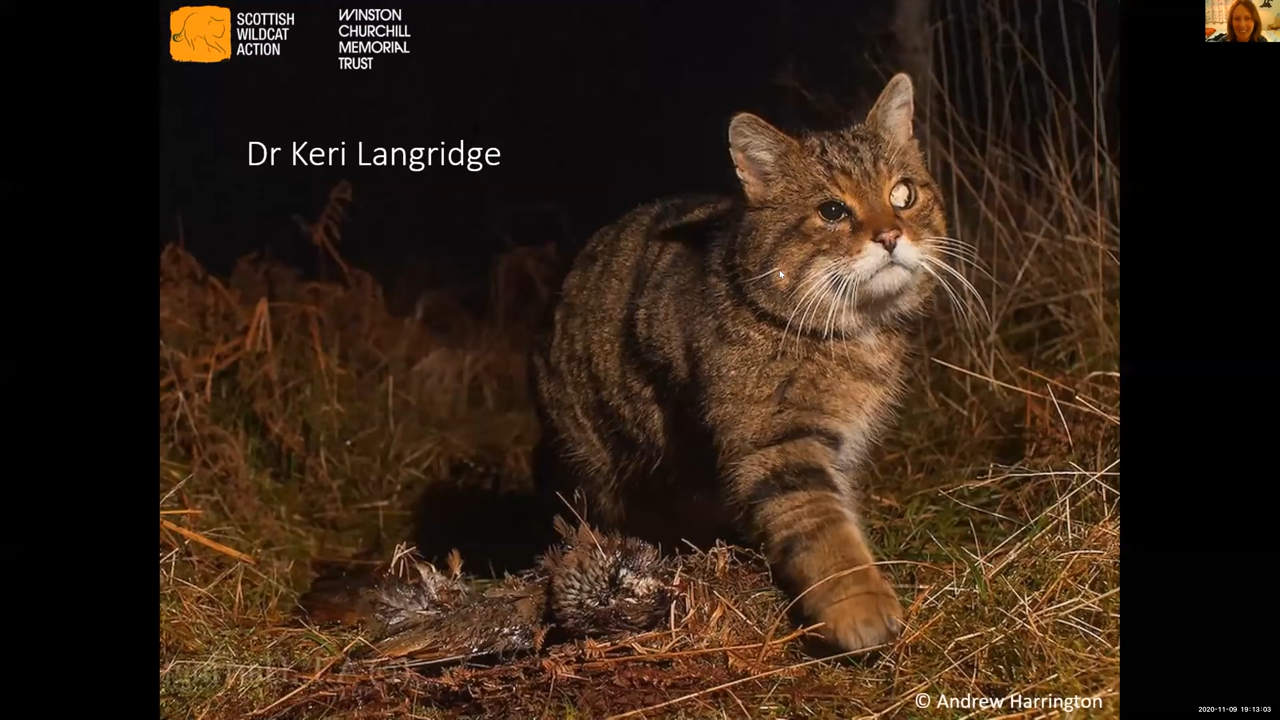 SCOTTISH
WILDCAT
ACTION
WINSTON
CHURCHILL
MEMORIAL
TRUST
Dr Keri Langridge
© Andrew Harrington
2020-11-09 19:13:03